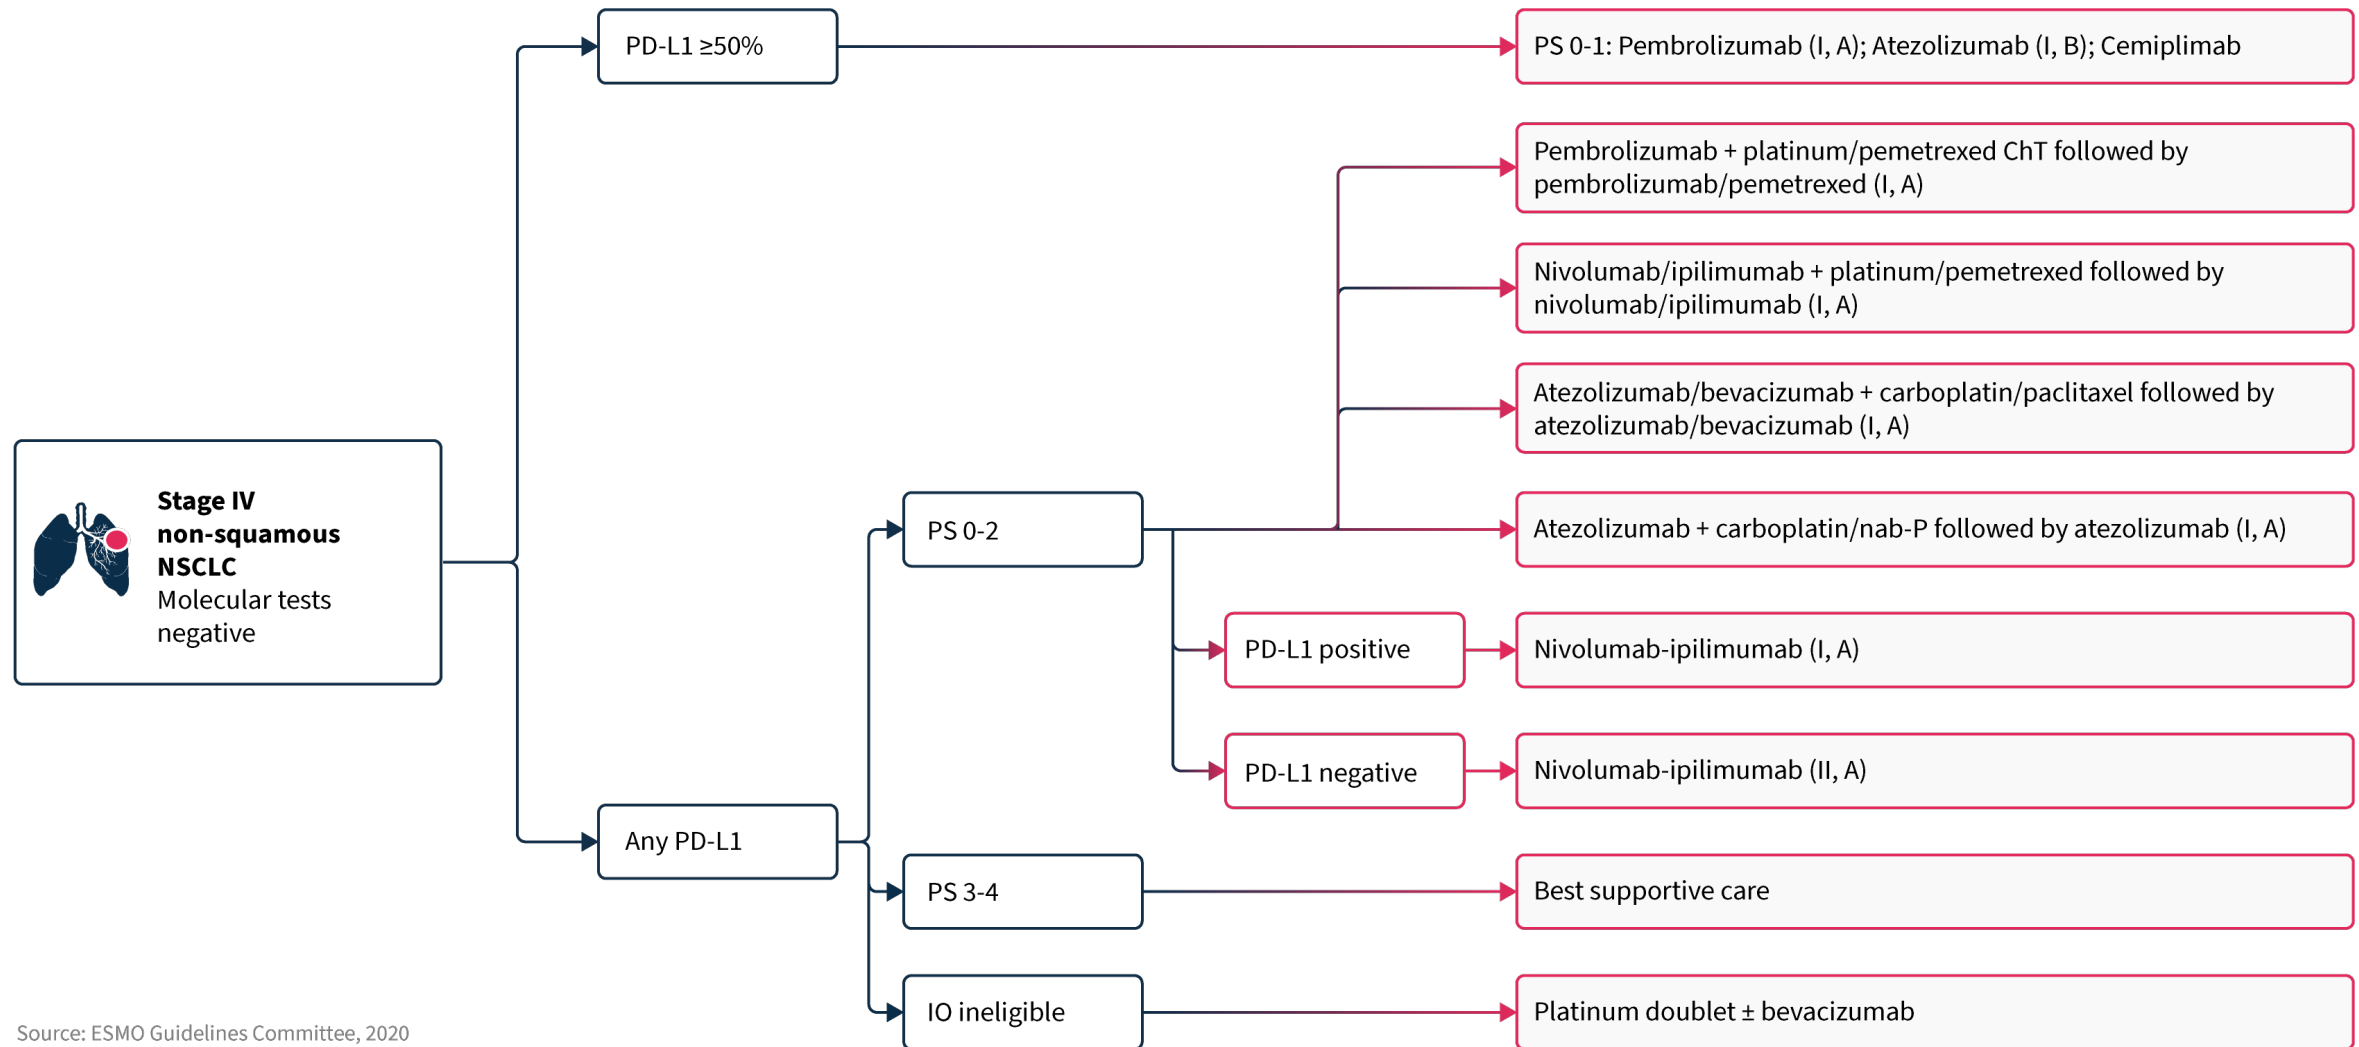 PD-L1 ≥50%
PS 0-1: Pembrolizumab (I, A); Atezolizumab (I, B); Cemiplimab
Pembrolizumab + platinum/pemetrexed ChT followed by
pembrolizumab/pemetrexed (I, A)
Nivolumab/ipilimumab + platinum/pemetrexed followed by
nivolumab/ipilimumab (I, A)
Atezolizumab/bevacizumab + carboplatin/paclitaxel followed by
atezolizumab/bevacizumab (I, A)
Stage IV
non-squamous
NSCLC
Molecular tests
negative
PS 0-2
Atezolizumab + carboplatin/nab-P followed by atezolizumab (I, A)
PD-L1 positive
Nivolumab-ipilimumab (I, A)
PD-L1 negative
Nivolumab-ipilimumab (II, A)
Any PD-L1
PS 3-4
Best supportive care
IO ineligible
Platinum doublet ± bevacizumab
Source: ESMO Guidelines Committee, 2020